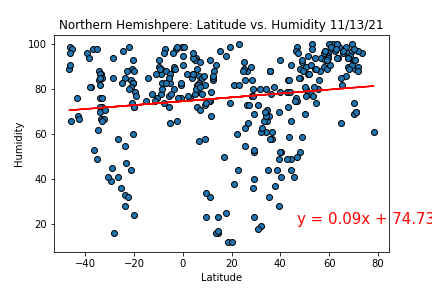 Northern Hemishpere: Latitude vs. Humidity 11/13/21
100
80
60
40
20
Humidity
y = 0.09x + 74.73
−40 −20 0 20 40 60 80
Latitude